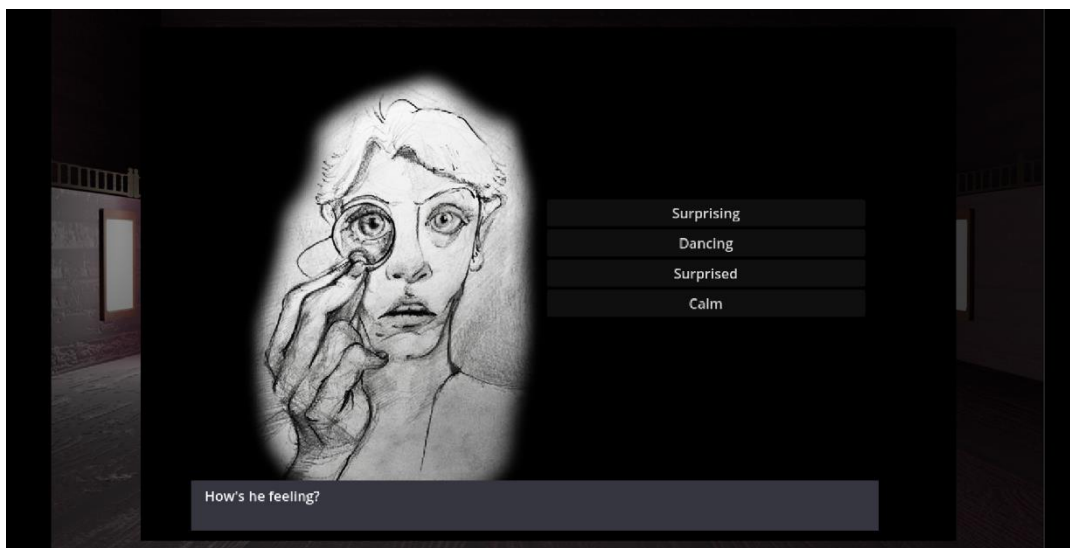 Surprising
Dancing
Surprised
Calm
How's he feeling?